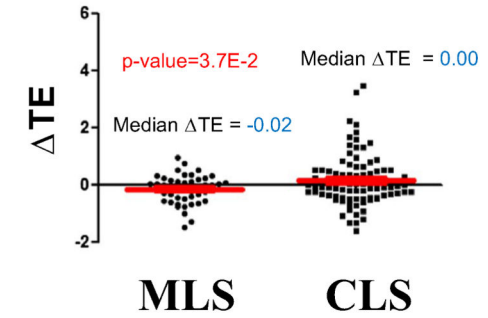 6
4
2
0
-2
ΔTE
p-value=3.7E-2
Median ΔTE = 0.00
Median ΔTE = -0.02
MLS
CLS